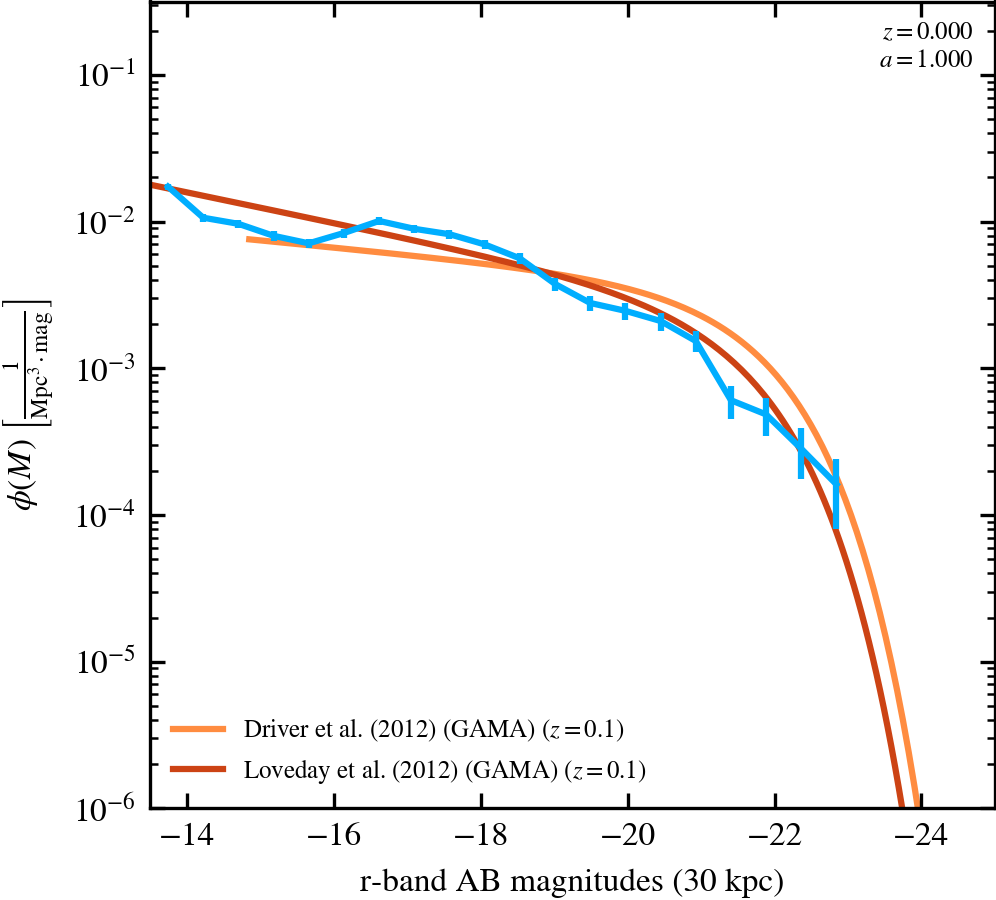 z = 0.000
a = 1.000
10⁻¹
10⁻²
10⁻³
10⁻⁴
10⁻⁵
10⁻⁶
ϕ(M) [1 / Mpc³ · mag]
Driver et al. (2012) (GAMA) (z = 0.1)
Loveday et al. (2012) (GAMA) (z = 0.1)
−14 −16 −18 −20 −22 −24
r-band AB magnitudes (30 kpc)